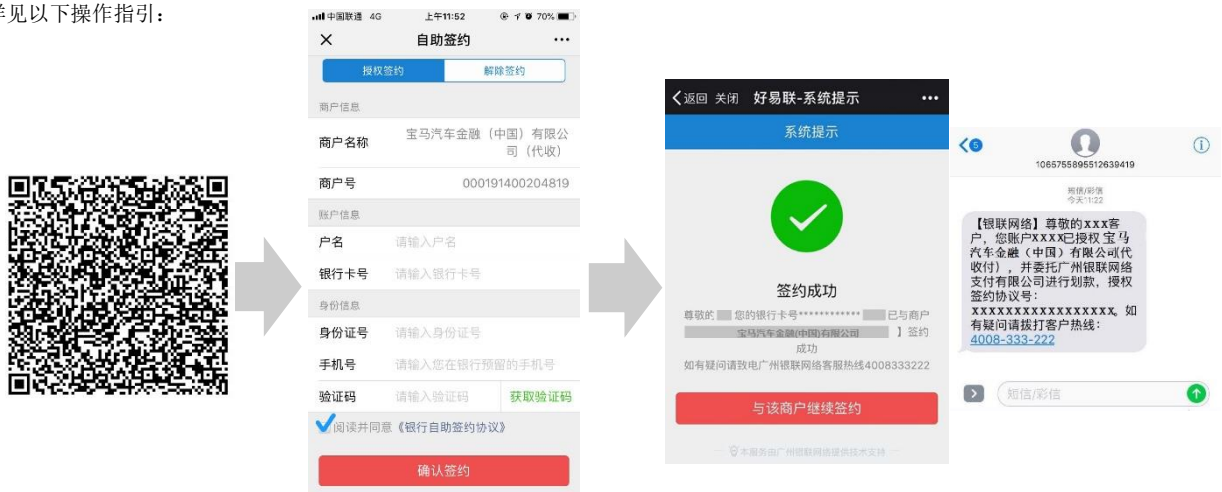 详见以下操作指引：
中国联通 4G 上午11:52 70%
自助签约
授权签约 解除签约
商户信息
商户名称 宝马汽车金融（中国）有限公
司（代收）
商户号 000191400204819
账户信息
户名 请输入户名
银行卡号 请输入银行卡号
身份信息
身份证号 请输入身份证号
手机号 请输入您在银行预留的手机号
验证码 请输入验证码 获取验证码
阅读并同意《银行自助签约协议》
确认签约
返回 关闭 好易联-系统提示
系统提示
签约成功
尊敬的 您的银行卡号************ 已与商户
宝马汽车金融(中国)有限公司 】签约
成功
如有疑问请致电广州银联网络客服热线4008333222
与该商户继续签约
本服务由广州银联网络提供技术支持
5
1065755895512639419
短信/彩信
今天11:22
【银联网络】尊敬的xxx客
户，您账户XXXX已授权宝马
汽车金融（中国）有限公司(代
收付），并委托广州银联网络
支付有限公司进行划款，授权
签约协议号：
xxxxxxxxxxxxxxxxx。如
有疑问请拨打客户热线：
4008-333-222
短信/彩信